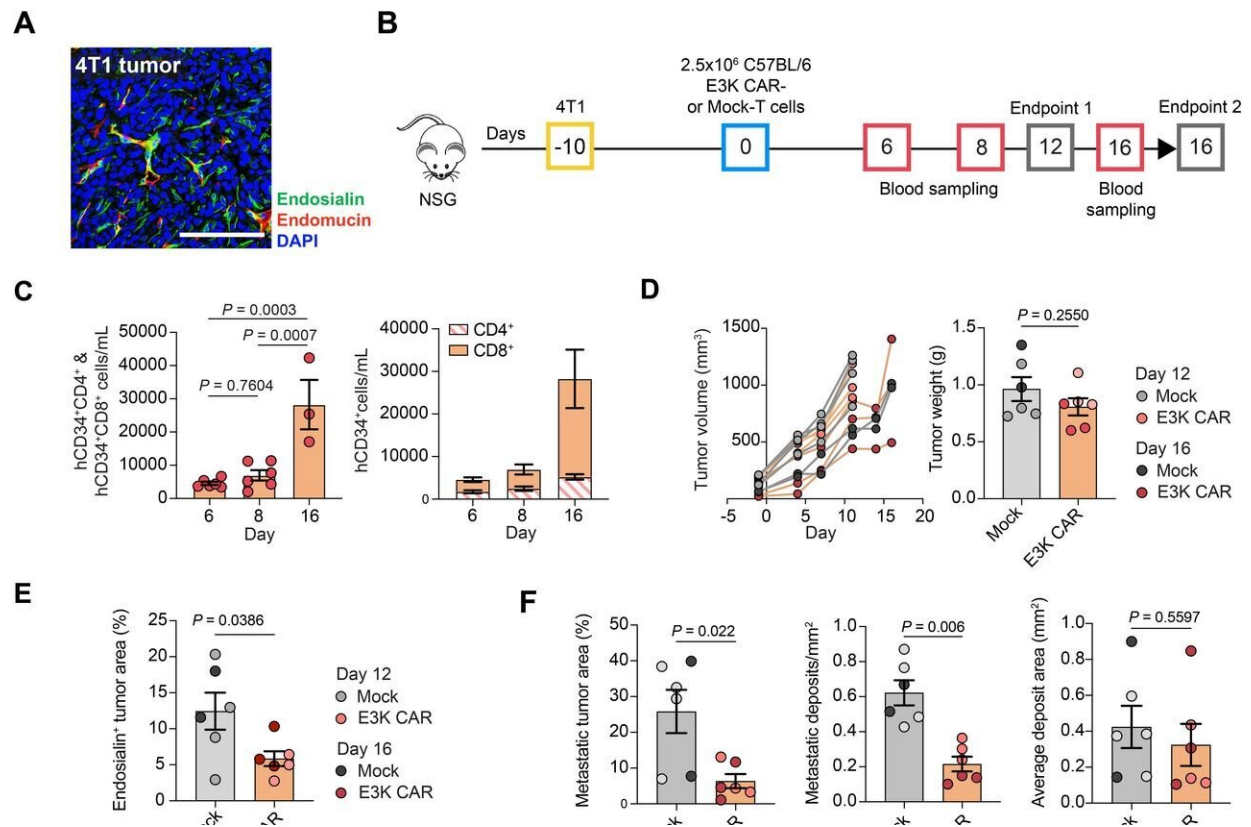 A
4T1 tumor
Endosialin
Endomucin
DAPI
B
2.5x10⁶ C57BL/6
E3K CAR-
or Mock-T cells
4T1
Endpoint 1
Endpoint 2
Days
-10
0
6
8
12
16
16
NSG
Blood sampling
Blood
sampling
C
hCD34⁺CD4⁺ &
hCD34⁺CD8⁺ cells/mL
P = 0.0003
P = 0.0007
P = 0.7604
50000
40000
30000
20000
10000
0
6 8 16
Day
hCD34⁺cells/mL
CD4⁺
CD8⁺
40000
30000
20000
10000
0
6 8 16
Day
D
Tumor volume (mm³)
1500
1000
500
-5 0 5 10 15 20
Day
Tumor weight (g)
P = 0.2550
1.5
1.0
0.5
0.0
Mock
E3K CAR
Day 12
Mock
E3K CAR
Day 16
Mock
E3K CAR
E
Endosialin⁺ tumor area (%)
P = 0.0386
25
20
15
10
5
0
Day 12
Mock
E3K CAR
Day 16
Mock
E3K CAR
F
Metastatic tumor area (%)
P = 0.022
50
40
30
20
10
0
Metastatic deposits/mm²
P = 0.006
1.0
0.8
0.6
0.4
0.2
0.0
Average deposit area (mm²)
P = 0.5597
1.0
0.8
0.6
0.4
0.2
0.0